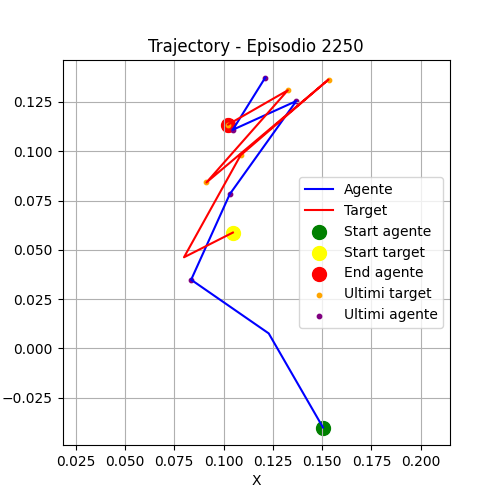 Trajectory - Episodio 2250
0.125
0.100
0.075
0.050
0.025
0.000
−0.025
Agente
Target
Start agente
Start target
End agente
Ultimi target
Ultimi agente
0.025 0.050 0.075 0.100 0.125 0.150 0.175 0.200
X